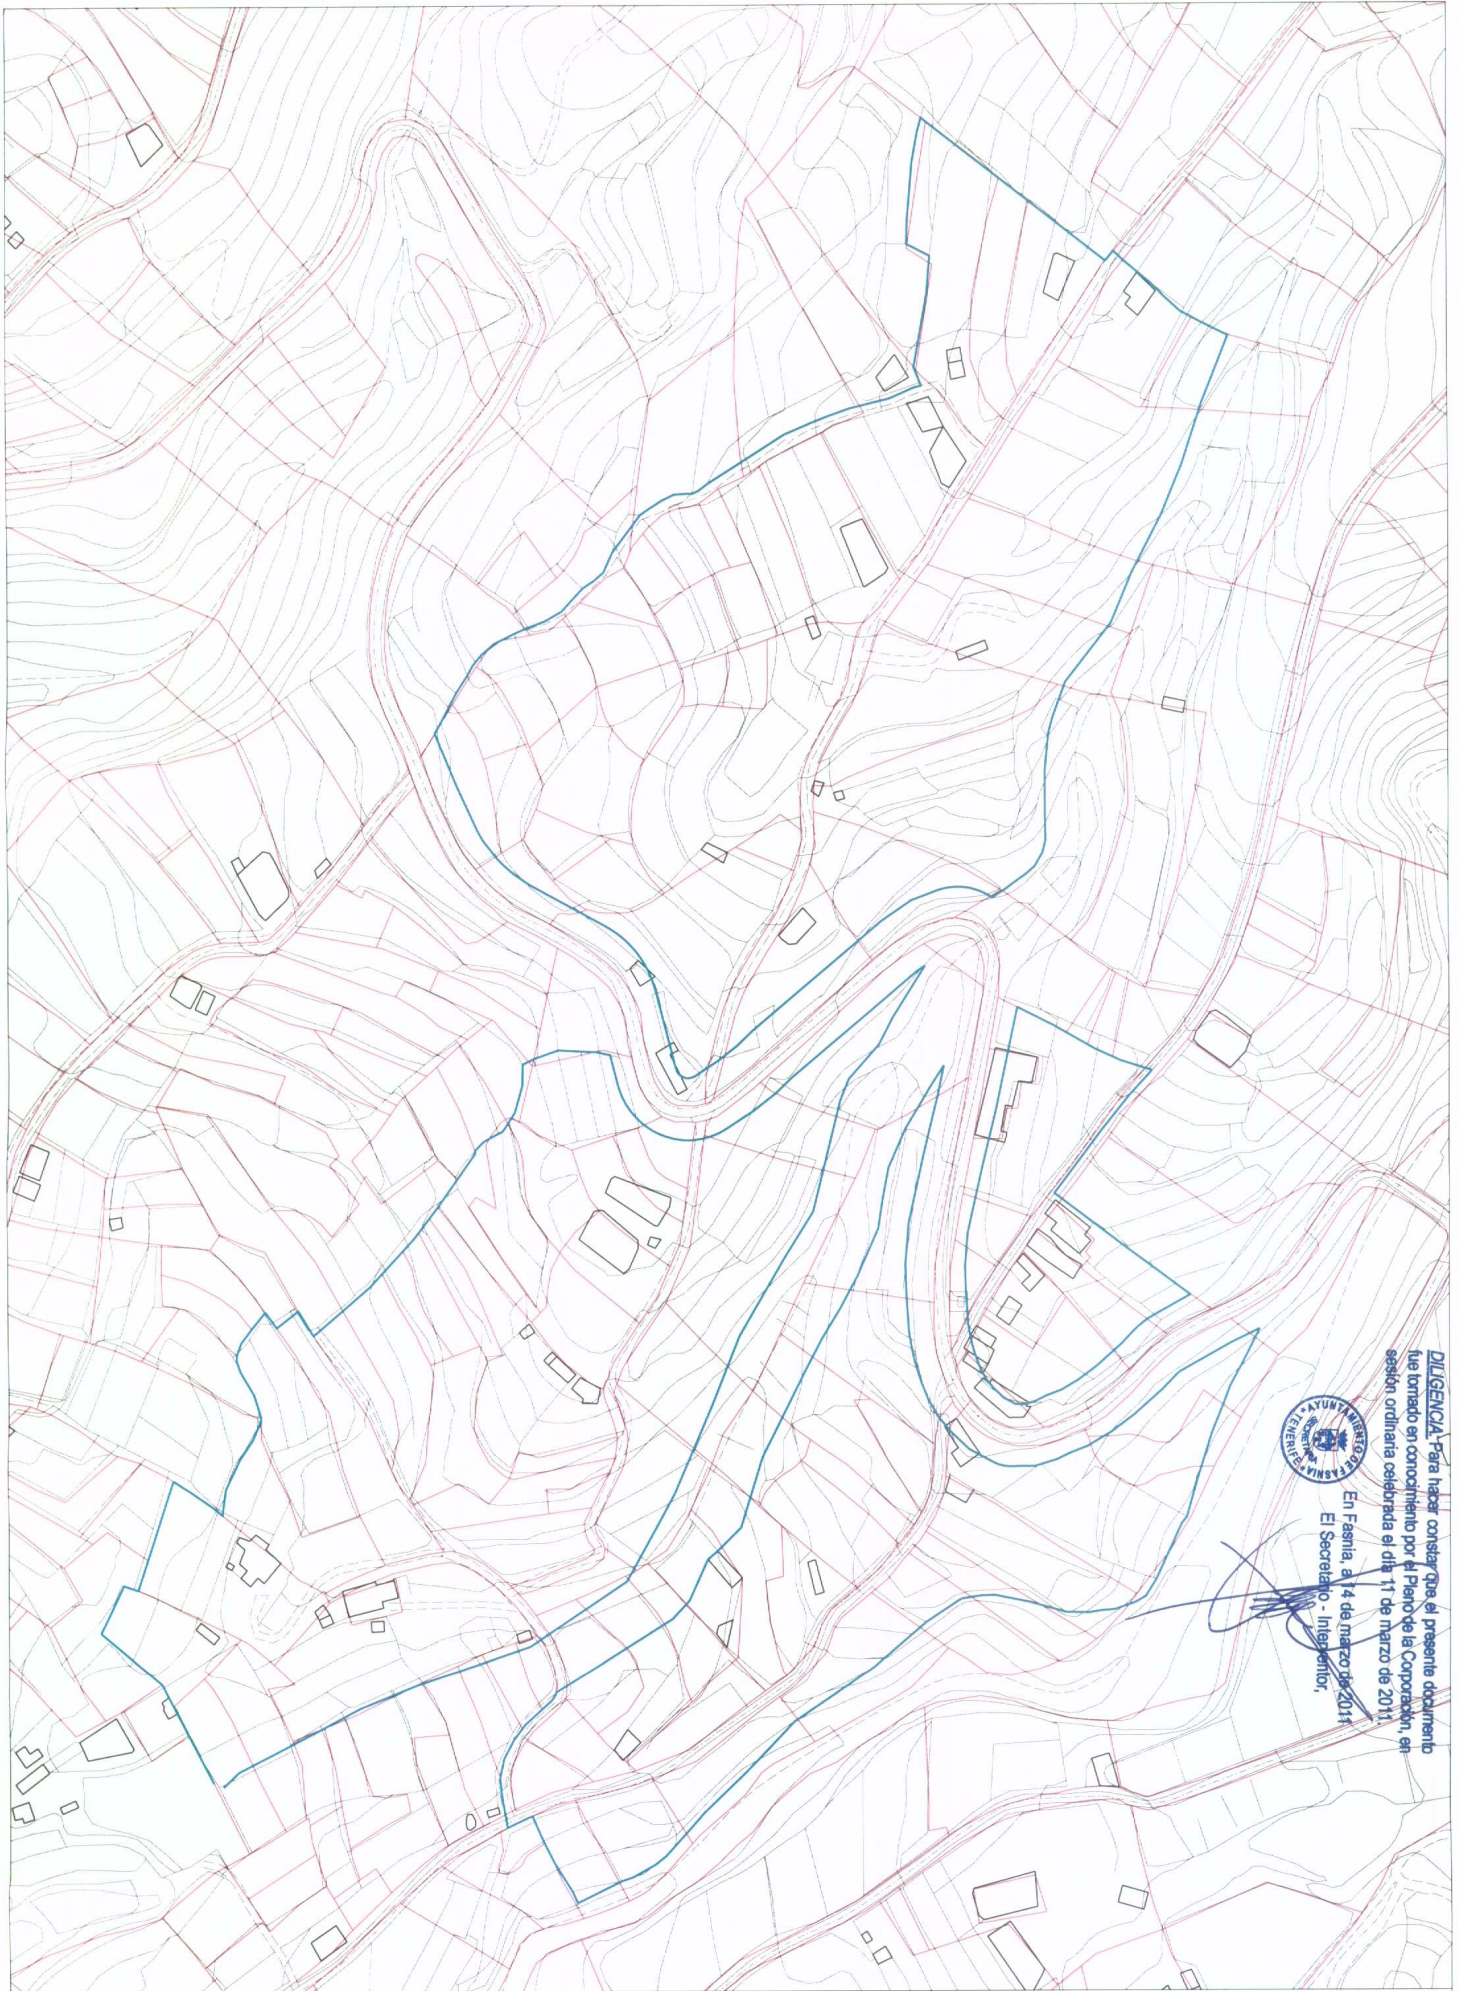 DILIGENCIA.-Para hacer constar que el presente documento
fue tomado en conocimiento por el Pleno de la Corporación, en
sesión ordinaria celebrada el día 11 de marzo de 2011.
En Fasnia, a 14 de marzo de 2011
El Secretario - Interventor,
AYUNTAMIENTO DE FASNIA
TENERIFE